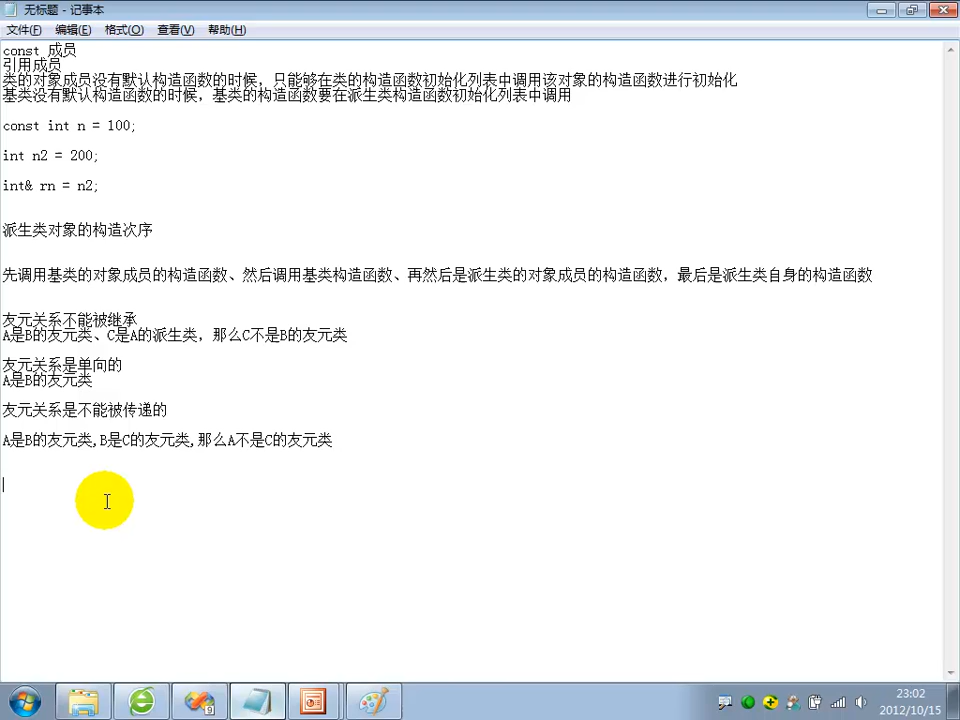 无标题 - 记事本
文件(F) 编辑(E) 格式(O) 查看(V) 帮助(H)
const 成员
引用成员
类的对象成员没有默认构造函数的时候，只能够在类的构造函数初始化列表中调用该对象的构造函数进行初始化
基类没有默认构造函数的时候，基类的构造函数要在派生类构造函数初始化列表中调用
const int n = 100;
int n2 = 200;
int& rn = n2;
派生类对象的构造次序
先调用基类的对象成员的构造函数、然后调用基类构造函数、再然后是派生类的对象成员的构造函数，最后是派生类自身的构造函数
友元关系不能被继承
A是B的友元类、C是A的派生类，那么C不是B的友元类
友元关系是单向的
A是B的友元类
友元关系是不能被传递的
A是B的友元类,B是C的友元类,那么A不是C的友元类
23:02
2012/10/15